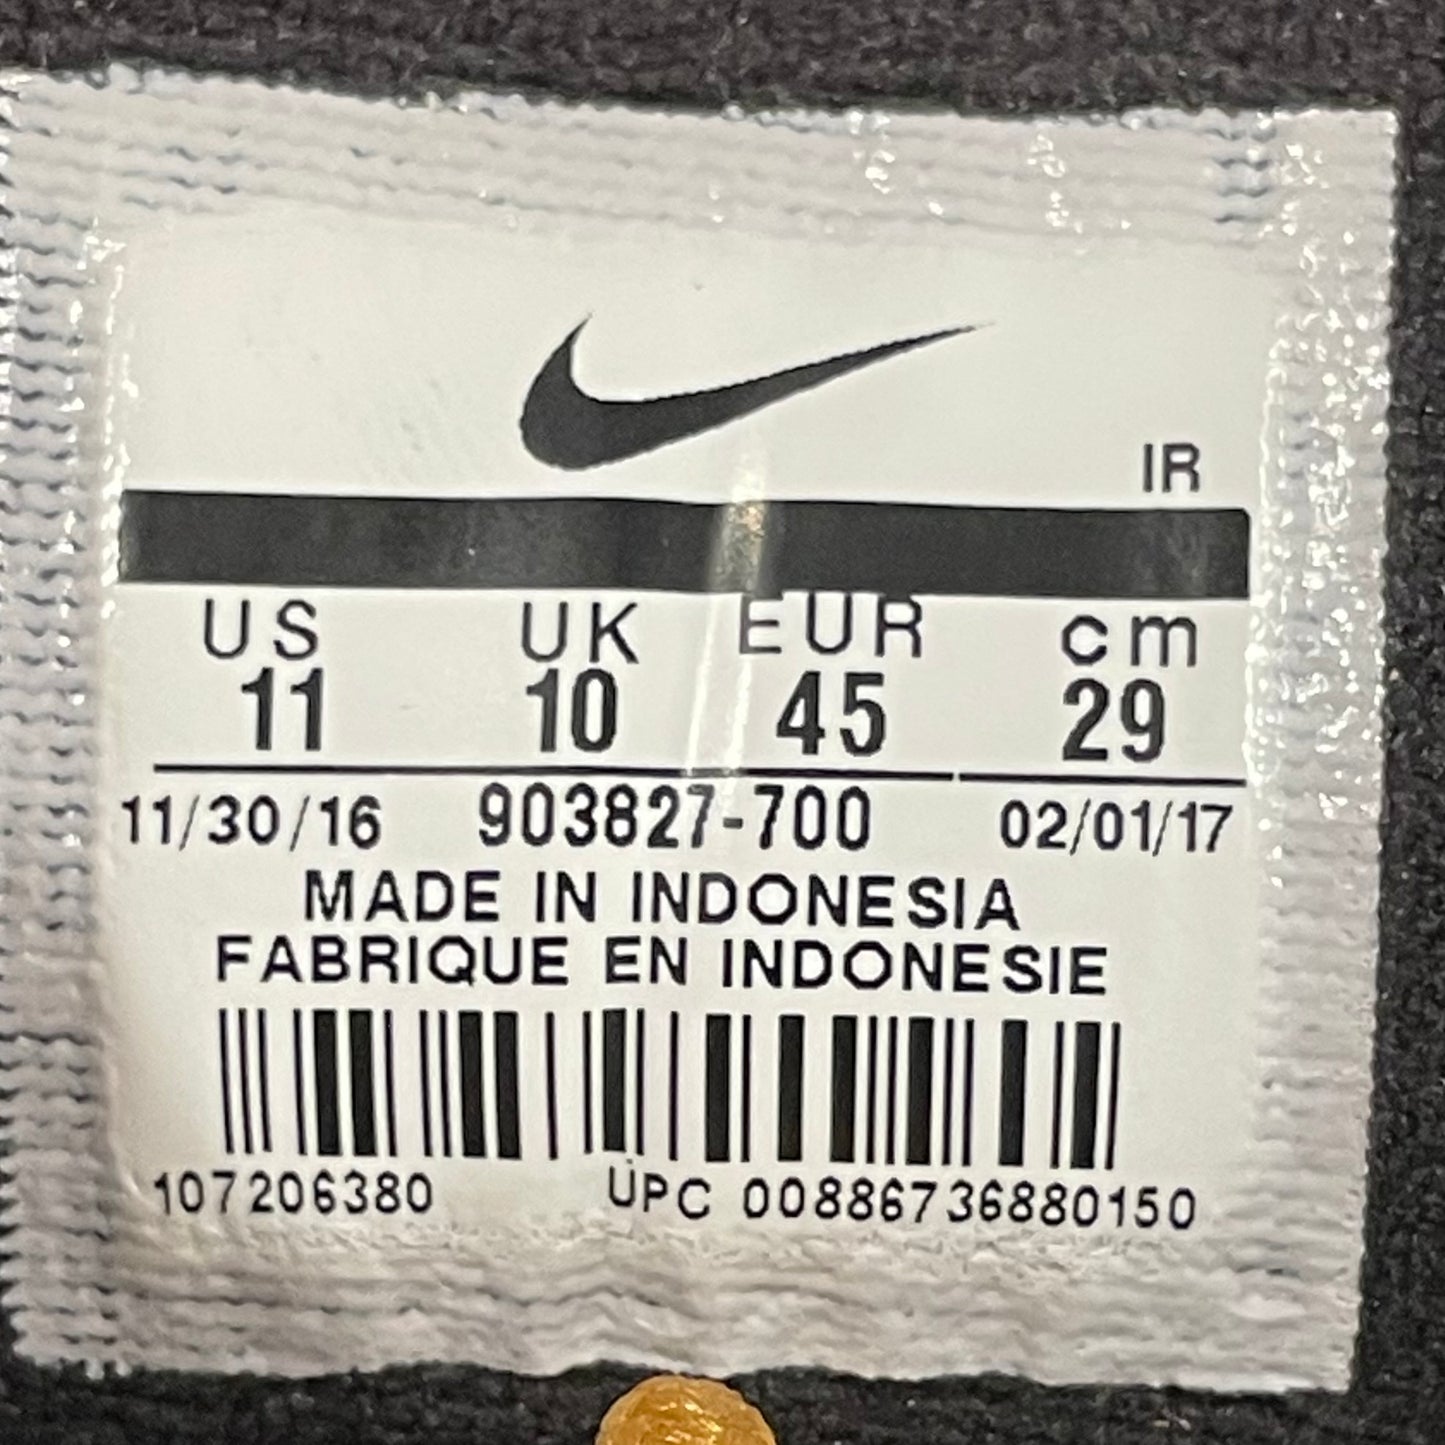 IR
US UK EUR cm
11 10 45 29
11/30/16 903827-700 02/01/17
MADE IN INDONESIA
FABRIQUE EN INDONESIE
107206380 UPC 00886736880150